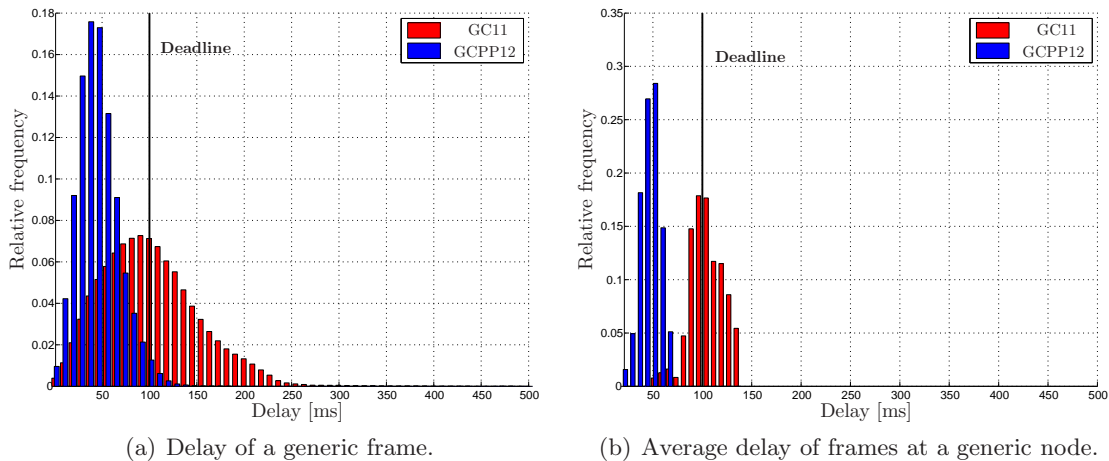 0.18
0.16
0.14
0.12
0.1
0.08
0.06
0.04
0.02
0
Relative frequency
Deadline
GC11
GCPP12
50 100 150 200 250 300 350 400 450 500
Delay [ms]
(a) Delay of a generic frame.
0.35
0.3
0.25
0.2
0.15
0.1
0.05
0
Relative frequency
Deadline
GC11
GCPP12
50 100 150 200 250 300 350 400 450 500
Delay [ms]
(b) Average delay of frames at a generic node.